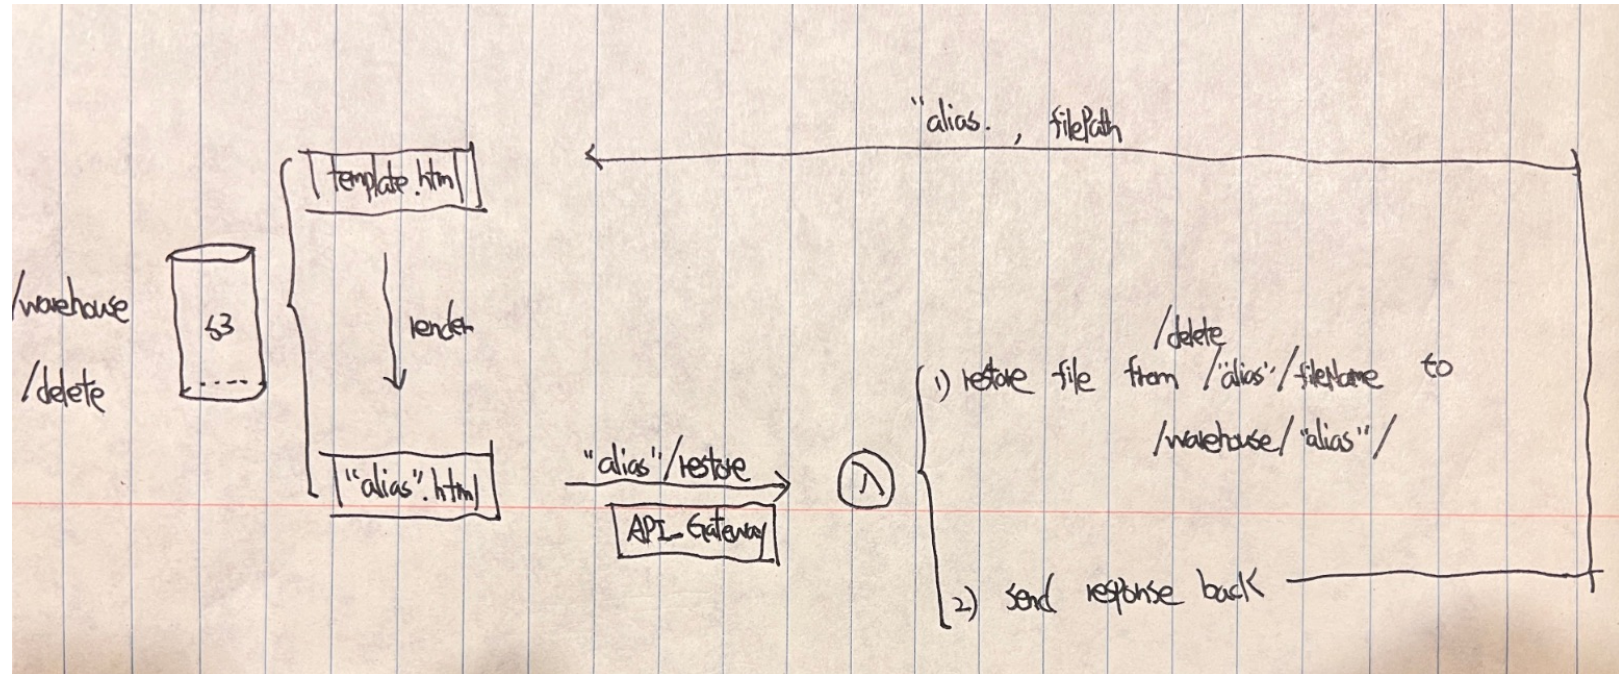 "alias. , filePath
template.html
/warehouse
S3
render
/delete
/delete
1) restore file from /"alias"/fileName to
/warehouse/"alias"/
"alias".html
"alias"/restore
λ
API_Gateway
2) send response back